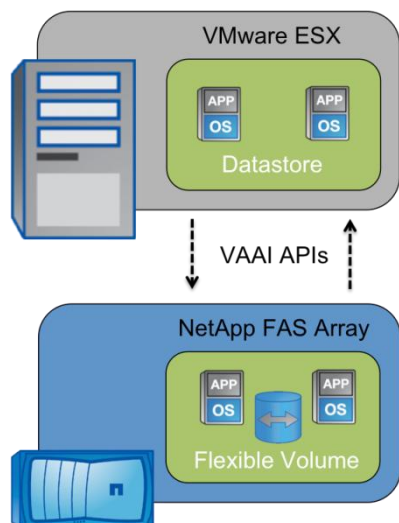 VMware ESX
APP
APP
OS
OS
Datastore
VAAI APIs
NetApp FAS Array
APP
APP
OS
OS
Flexible Volume